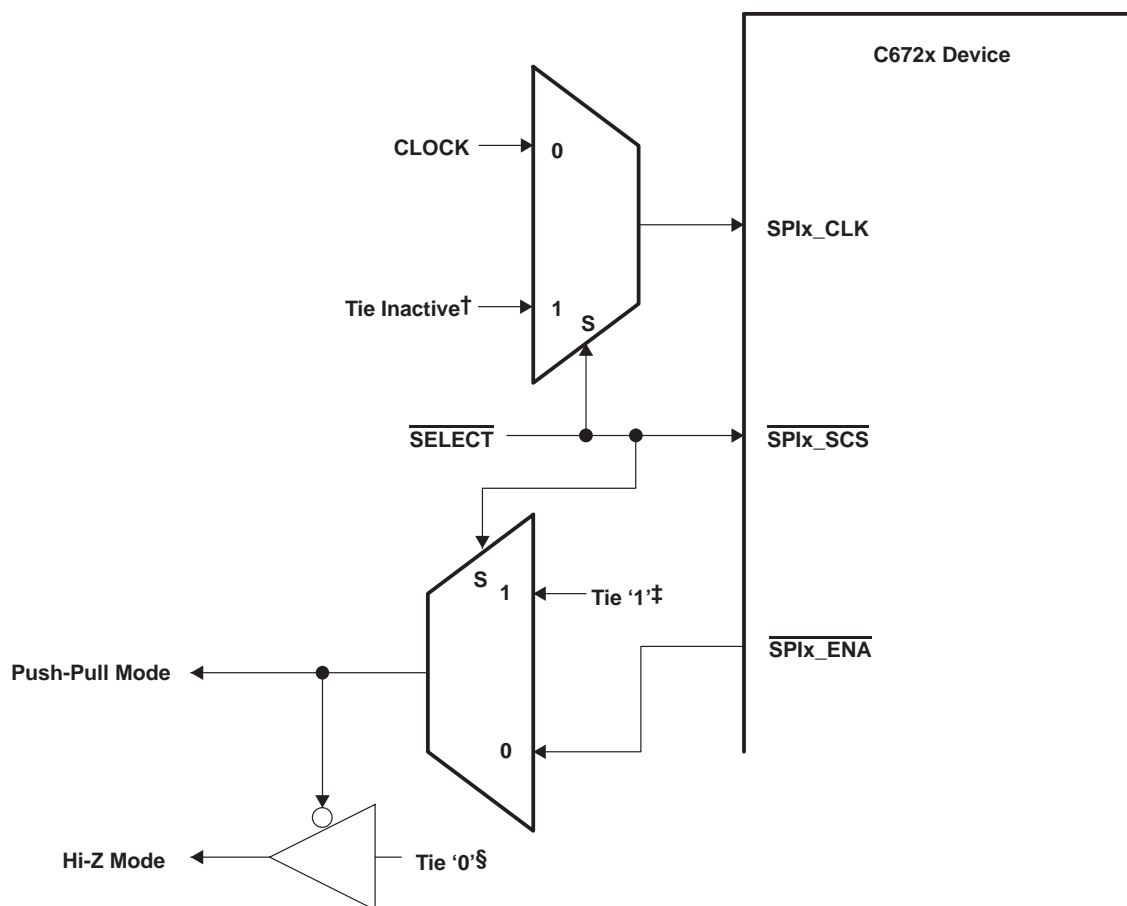 C672x Device
CLOCK
0
SPIx_CLK
Tie Inactive†
1
S
SELECT
SPIx_SCS
S
1
Tie ‘1’‡
SPIx_ENA
Push-Pull Mode
0
Hi-Z Mode
Tie ‘0’§